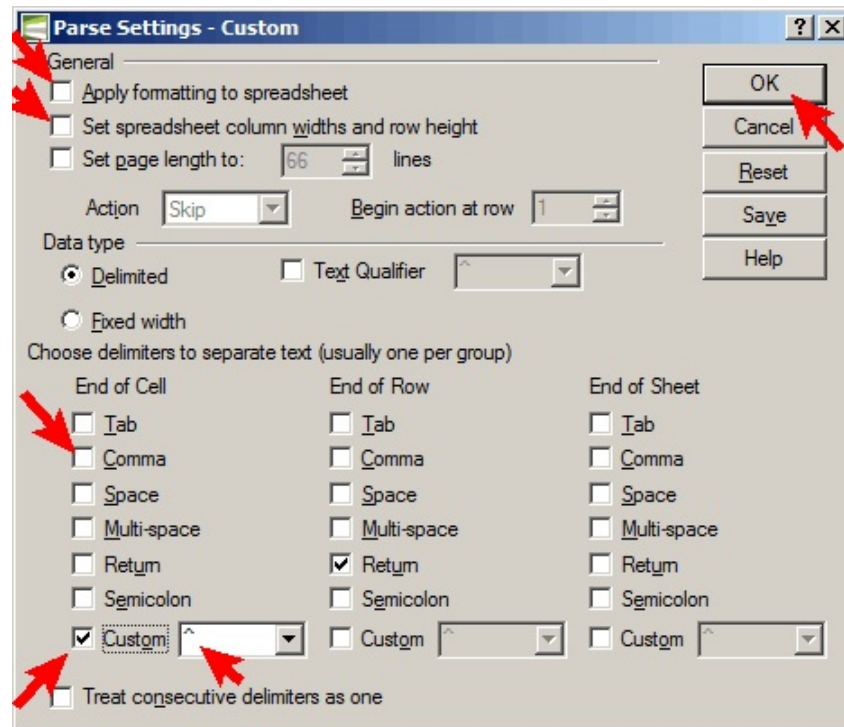 Parse Settings - Custom
General
Apply formatting to spreadsheet
OK
Set spreadsheet column widths and row height
Cancel
Set page length to: 66 lines
Reset
Action Skip Begin action at row 1
Save
Data type
Delimited Text Qualifier ^
Help
Fixed width
Choose delimiters to separate text (usually one per group)
End of Cell End of Row End of Sheet
Tab Tab Tab
Comma Comma Comma
Space Space Space
Multi-space Multi-space Multi-space
Return Return Return
Semicolon Semicolon Semicolon
Custom ^ Custom ^ Custom ^
Treat consecutive delimiters as one